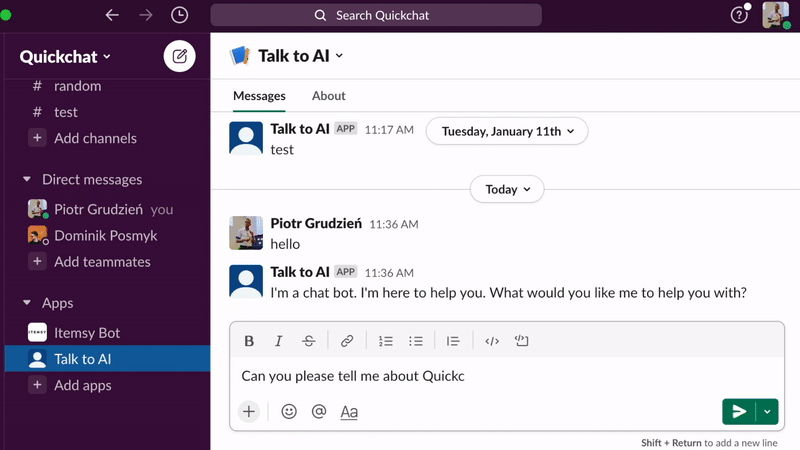 Search Quickchat
Quickchat
# random
# test
+ Add channels
Direct messages
Piotr Grudzień you
Dominik Posmyk
+ Add teammates
Apps
ITEMSY Itemsy Bot
Talk to AI
+ Add apps
Talk to AI
Messages About
Talk to AI APP 11:17 AM
Tuesday, January 11th
test
Today
Piotr Grudzień 11:36 AM
hello
Talk to AI APP 11:36 AM
I'm a chat bot. I'm here to help you. What would you like me to help you with?
B I S
Can you please tell me about Quickc
+ @ Aa
Shift + Return to add a new line